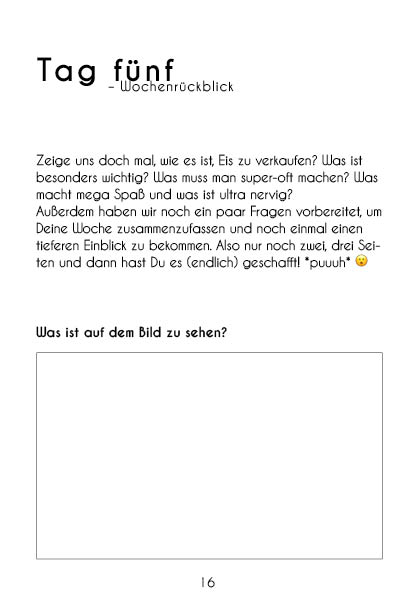 Tag fünf
– Wochenrückblick
Zeige uns doch mal, wie es ist, Eis zu verkaufen? Was ist
besonders wichtig? Was muss man super-oft machen? Was
macht mega Spaß und was ist ultra nervig?
Außerdem haben wir noch ein paar Fragen vorbereitet, um
Deine Woche zusammenzufassen und noch einmal einen
tieferen Einblick zu bekommen. Also nur noch zwei, drei Sei-
ten und dann hast Du es (endlich) geschafft! *puuuh* 😮
Was ist auf dem Bild zu sehen?
16